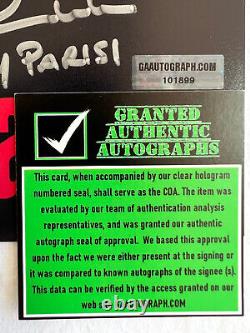 PARISI
GAAUTOGRAPH.COM
101899
GRANTED
AUTHENTIC
AUTOGRAPHS
This card, when accompanied by our clear hologram
numbered seal, shall serve as the COA. The item was
evaluated by our team of authentication analysis
representatives, and was granted our authentic
autograph seal of approval. We based this approval
upon the fact we were either present at the signing or
it was compared to known autographs of the signee (s).
This data can be verified by the access granted on our
web s
OGRAPH.COM